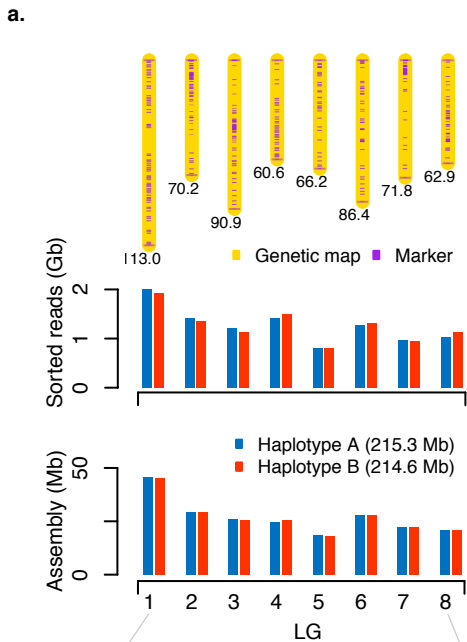 a.
113.0
70.2
90.9
60.6
66.2
86.4
71.8
62.9
Genetic map Marker
Sorted reads (Gb)
2
1
0
Haplotype A (215.3 Mb)
Haplotype B (214.6 Mb)
Assembly (Mb)
50
0
1 2 3 4 5 6 7 8
LG